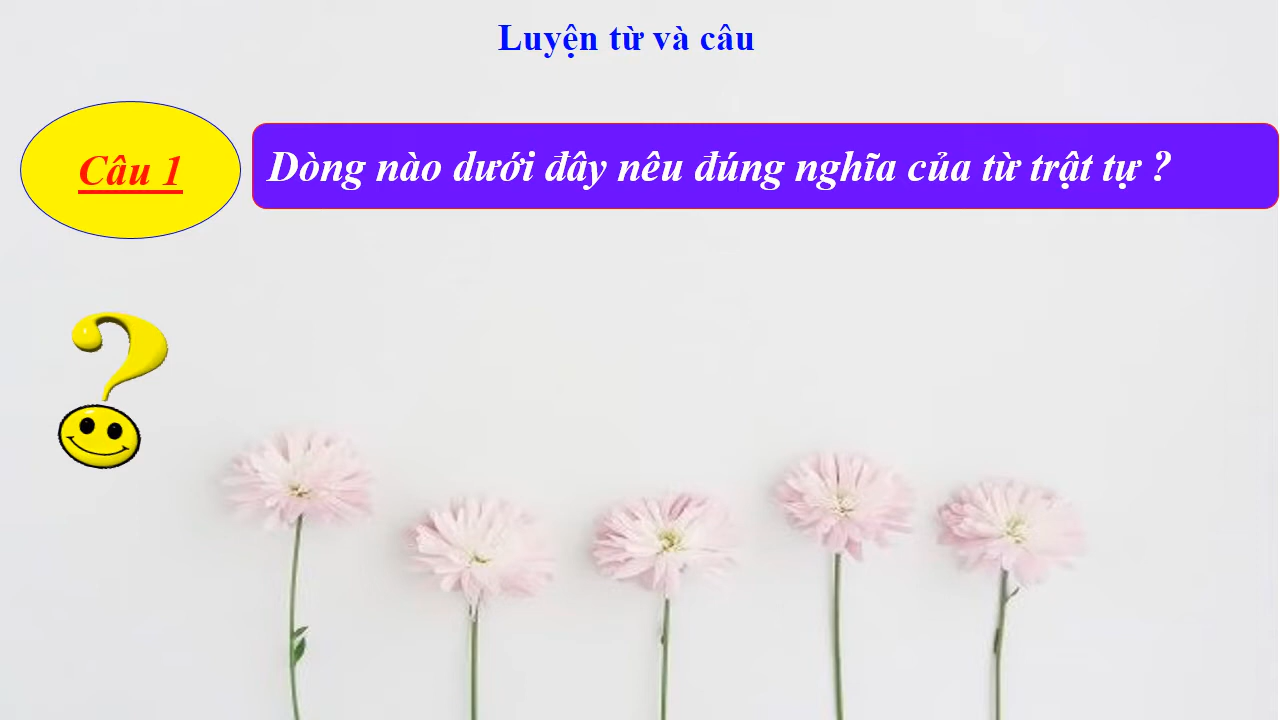 Luyện từ và câu
Câu 1
Dòng nào dưới đây nêu đúng nghĩa của từ trật tự ?